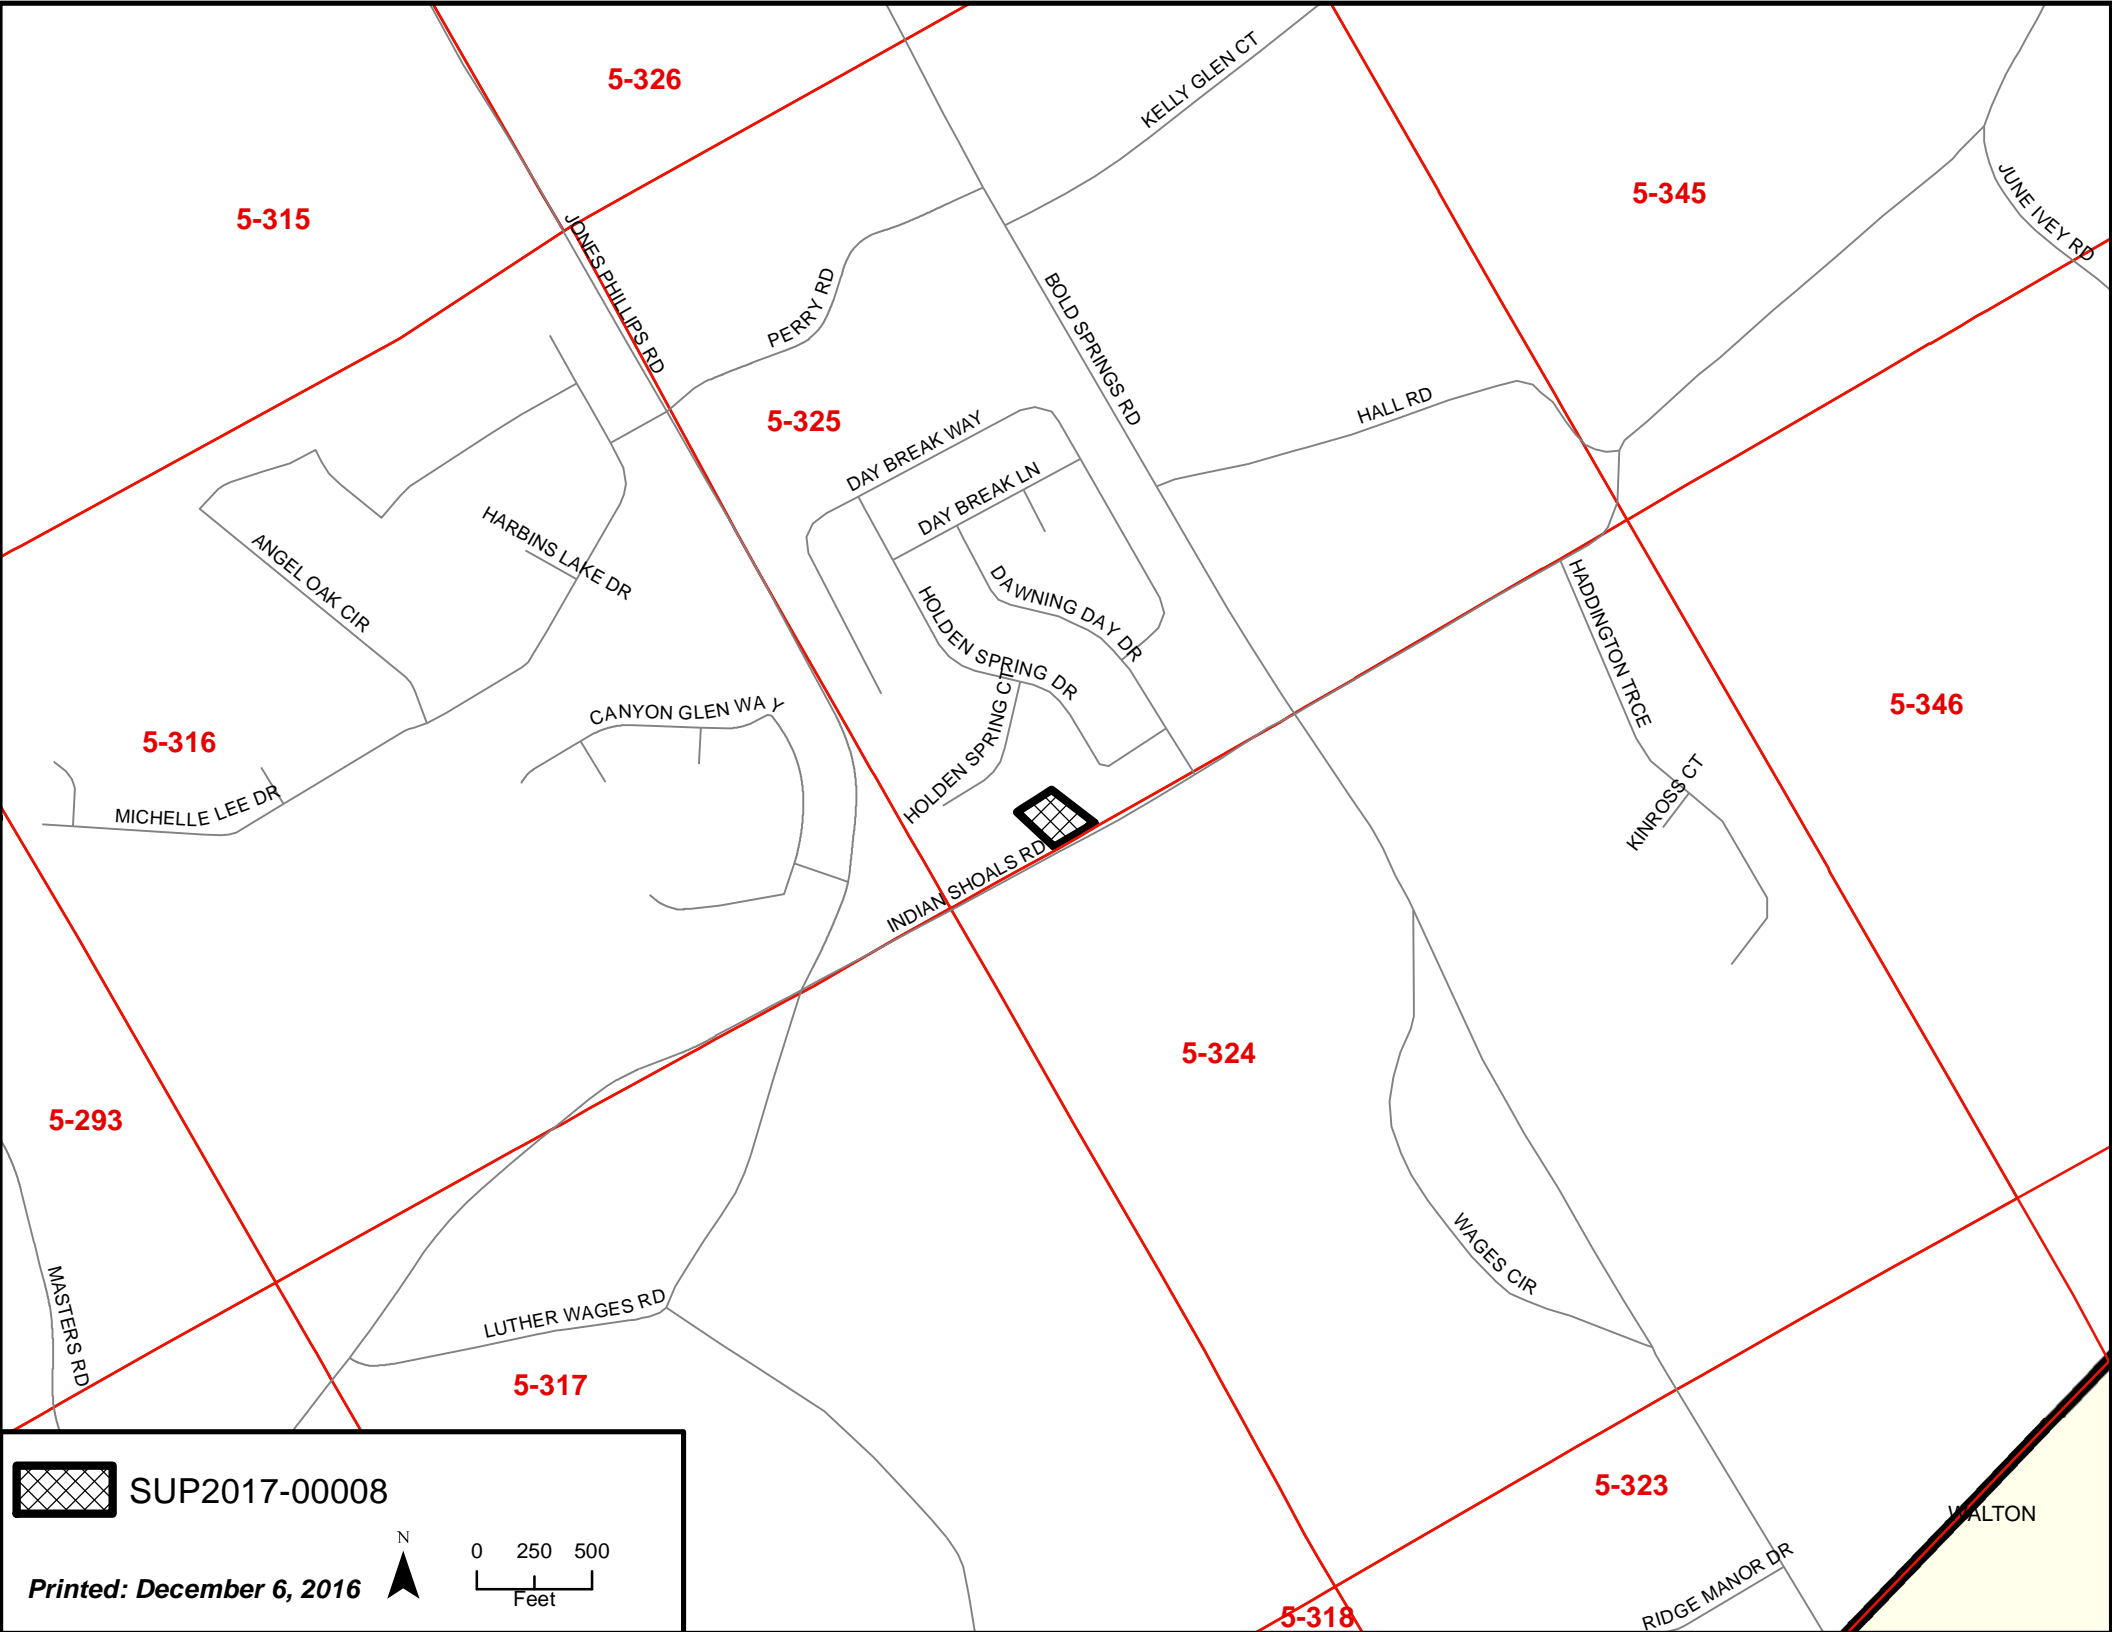 5-326
KELLY GLEN CT
5-315
5-345
JUNE IVEY RD
JONES PHILLIPS RD
PERRY RD
BOLD SPRINGS RD
5-325
HALL RD
DAY BREAK WAY
DAY BREAK LN
HARBINS LAKE DR
ANGEL OAK CIR
DAWNING DAY DR
HOLDEN SPRING DR
HADDINGTON TRCE
HOLDEN SPRING CT
CANYON GLEN WAY
5-346
5-316
MICHELLE LEE DR
KINROSS CT
INDIAN SHOALS RD
5-324
5-293
WAGES CIR
MASTERS RD
LUTHER WAGES RD
5-317
5-323
WALTON
RIDGE MANOR DR
5-318
SUP2017-00008
N
0 250 500
Feet
Printed: December 6, 2016